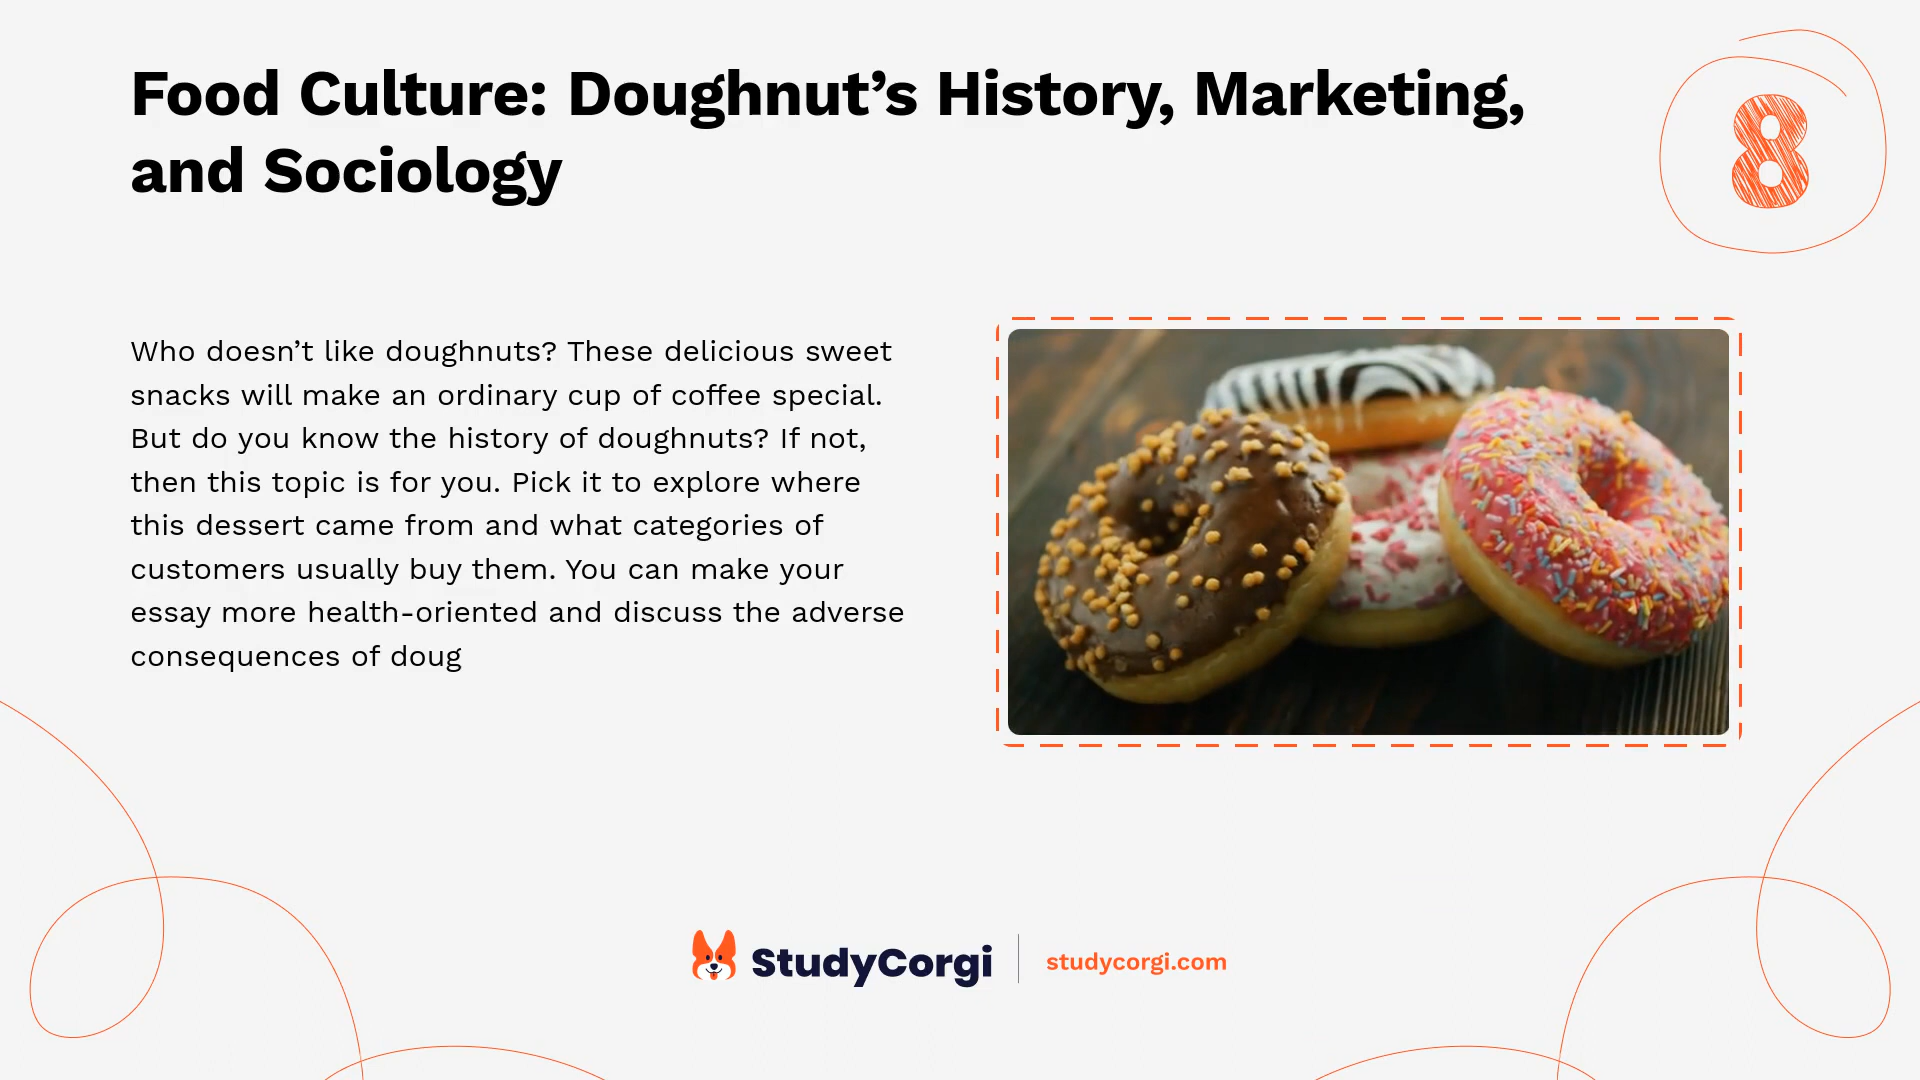 Food Culture: Doughnut’s History, Marketing,
and Sociology
8
Who doesn’t like doughnuts? These delicious sweet
snacks will make an ordinary cup of coffee special.
But do you know the history of doughnuts? If not,
then this topic is for you. Pick it to explore where
this dessert came from and what categories of
customers usually buy them. You can make your
essay more health-oriented and discuss the adverse
consequences of doug
StudyCorgi
studycorgi.com